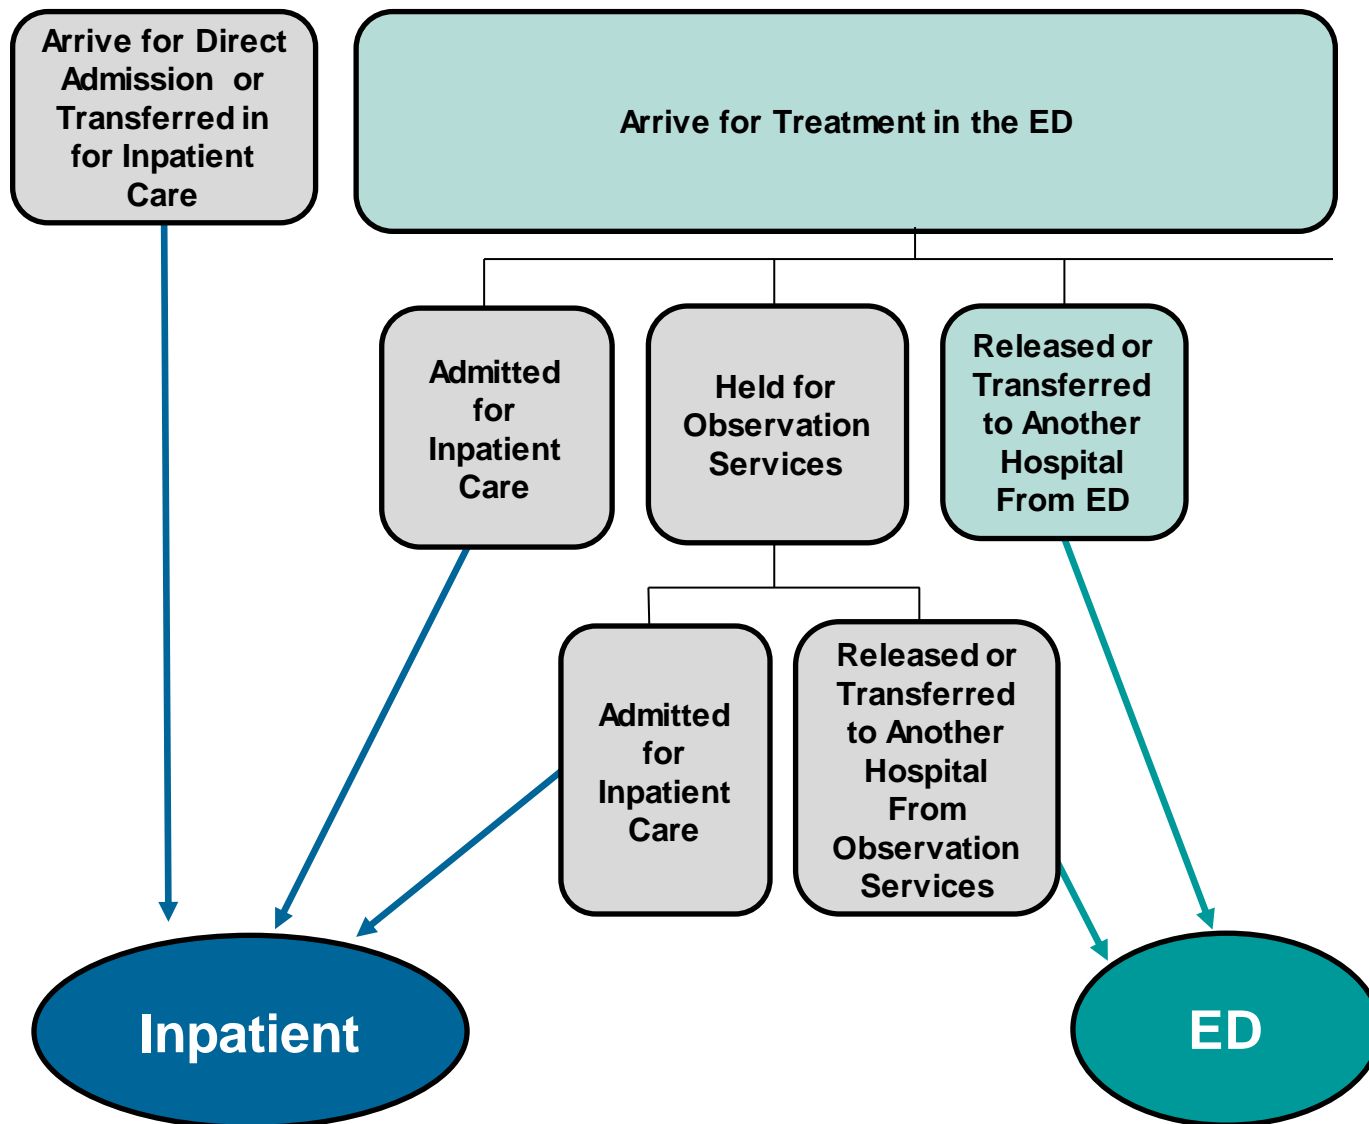 Arrive for Direct
Admission or
Transferred in
for Inpatient
Care
Arrive for Treatment in the ED
Admitted
for
Inpatient
Care
Held for
Observation
Services
Released or
Transferred
to Another
Hospital
From ED
Admitted
for
Inpatient
Care
Released or
Transferred
to Another
Hospital
From
Observation
Services
Inpatient
ED